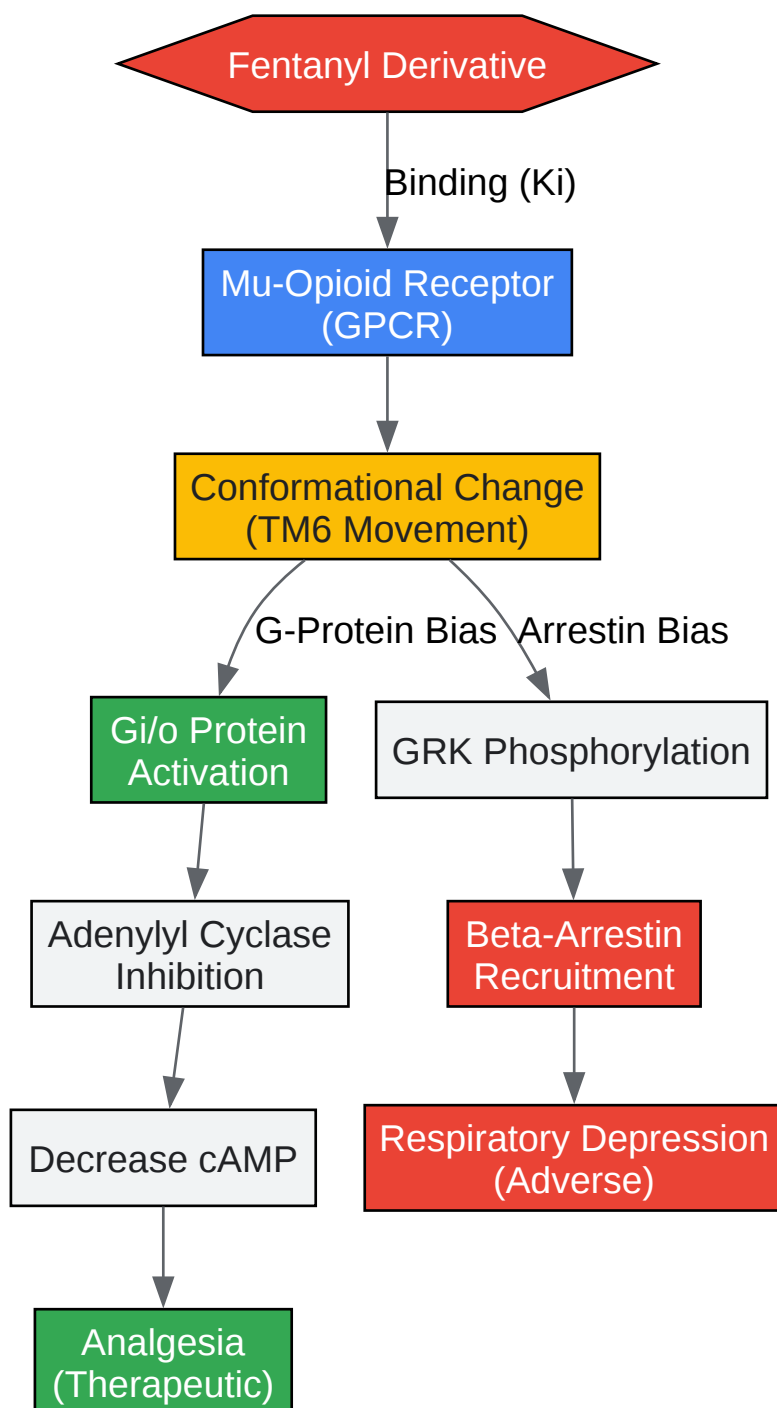 Fentanyl Derivative
Binding (Ki)
Mu-Opioid Receptor
(GPCR)
Conformational Change
(TM6 Movement)
G-Protein Bias
Arrestin Bias
Gi/o Protein
Activation
GRK Phosphorylation
Adenylyl Cyclase
Inhibition
Beta-Arrestin
Recruitment
Decrease cAMP
Respiratory Depression
(Adverse)
Analgesia
(Therapeutic)